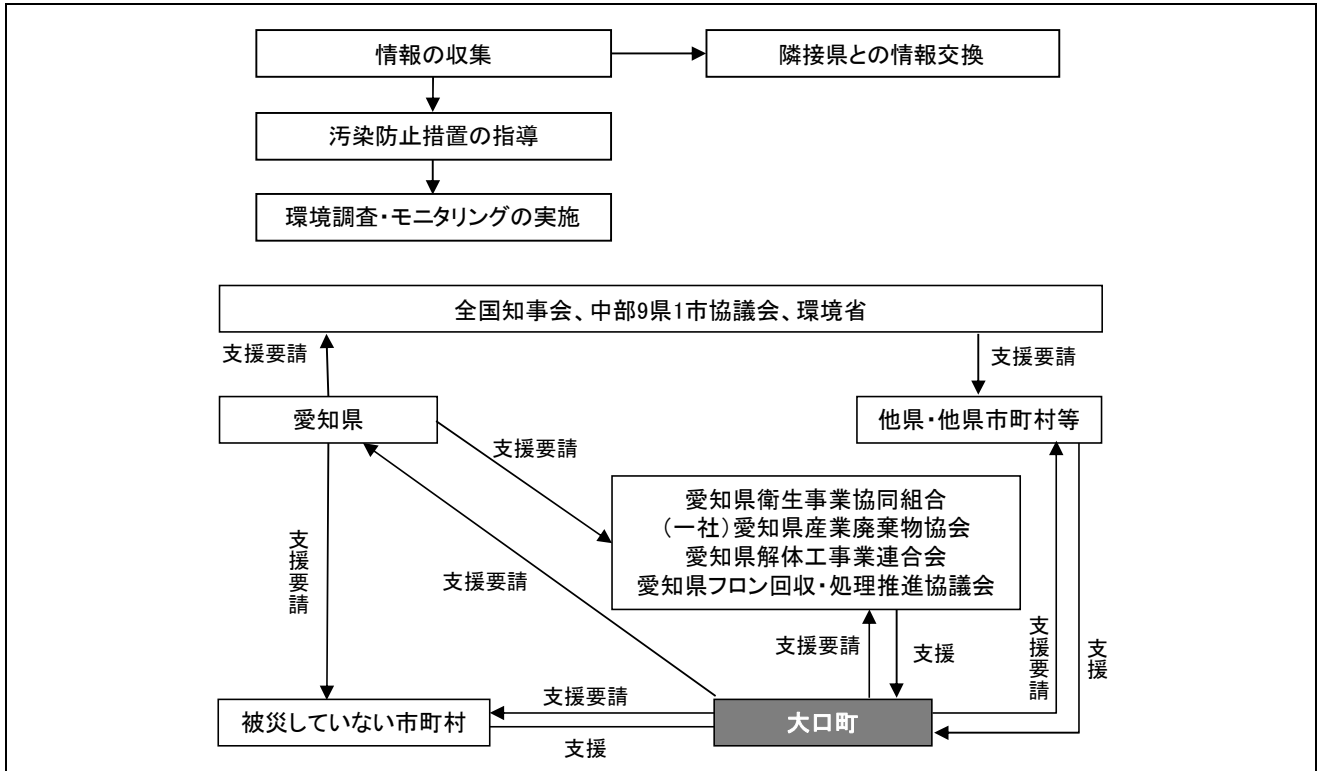 情報の収集
隣接県との情報交換
汚染防止措置の指導
環境調査・モニタリングの実施
全国知事会、中部9県1市協議会、環境省
支援要請
支援要請
愛知県
他県・他県市町村等
支援要請
愛知県衛生事業協同組合
（一社）愛知県産業廃棄物協会
愛知県解体工事業連合会
愛知県フロン回収・処理推進協議会
支援要請
支援要請
支援要請
支援
支援要請
支援
支援要請
被災していない市町村
大口町
支援